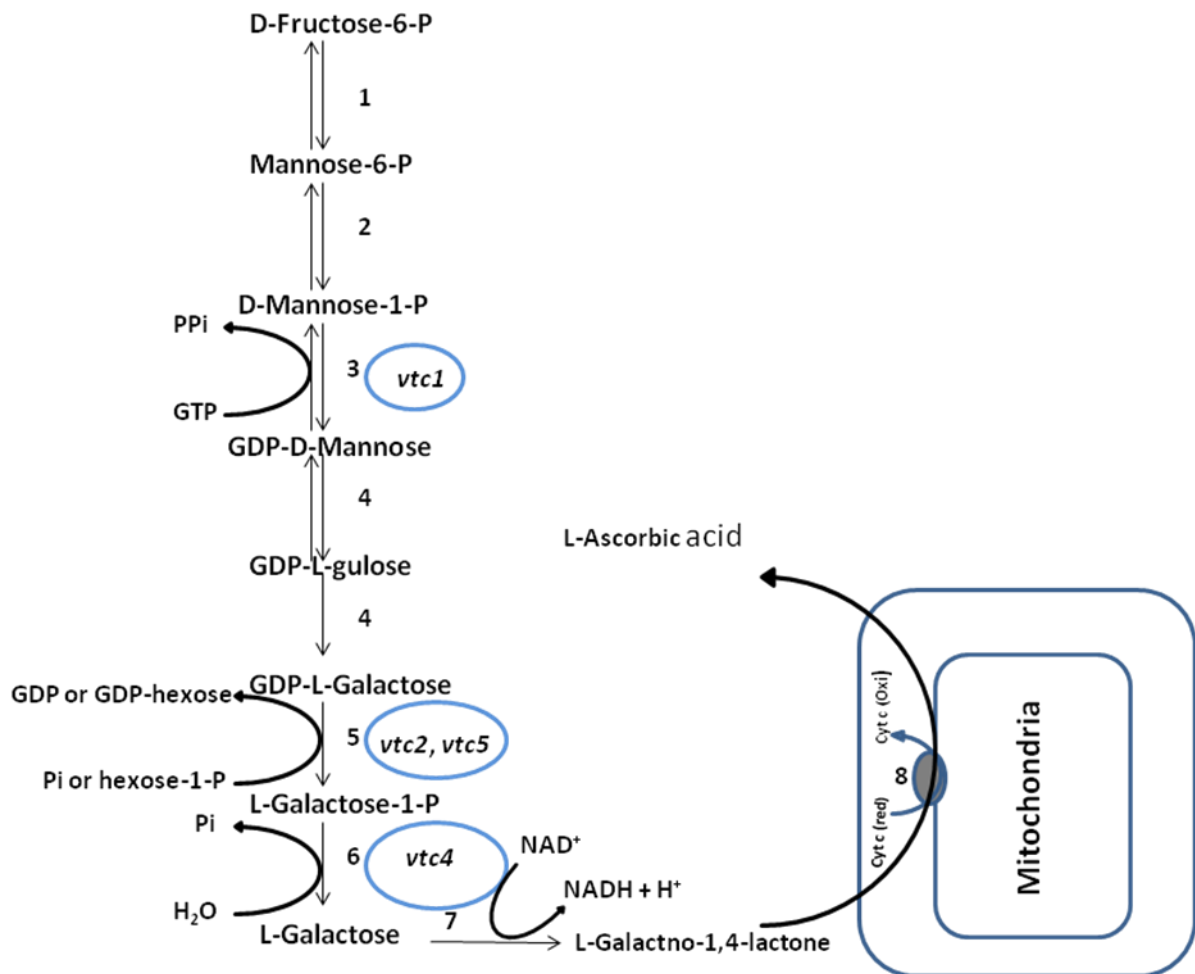 D-Fructose-6-P
1
Mannose-6-P
2
D-Mannose-1-P
PPi
3
vtc1
GTP
GDP-D-Mannose
4
L-Ascorbic acid
GDP-L-gulose
4
GDP-L-Galactose
GDP or GDP-hexose
5
vtc2, vtc5
Pi or hexose-1-P
L-Galactose-1-P
Pi
6
vtc4
NAD⁺
NADH + H⁺
H₂O
7
L-Galactose
L-Galactno-1,4-lactone
Cyt c (Oxi)
8
Cyt c (red)
Mitochondria